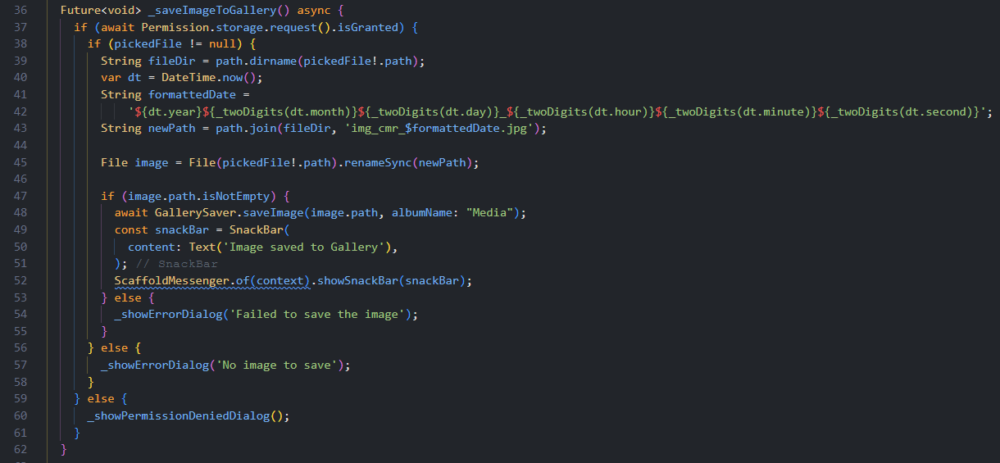 36 Future<void> _saveImageToGallery() async {
37   if (await Permission.storage.request().isGranted) {
38     if (pickedFile != null) {
39       String fileDir = path.dirname(pickedFile!.path);
40       var dt = DateTime.now();
41       String formattedDate =
42           '${dt.year}${_twoDigits(dt.month)}${_twoDigits(dt.day)}_${_twoDigits(dt.hour)}${_twoDigits(dt.minute)}${_twoDigits(dt.second)}';
43       String newPath = path.join(fileDir, 'img_cmr_$formattedDate.jpg');
44
45       File image = File(pickedFile!.path).renameSync(newPath);
46
47       if (image.path.isNotEmpty) {
48         await GallerySaver.saveImage(image.path, albumName: "Media");
49         const snackBar = SnackBar(
50           content: Text('Image saved to Gallery'),
51         ); // SnackBar
52         ScaffoldMessenger.of(context).showSnackBar(snackBar);
53       } else {
54         _showErrorDialog('Failed to save the image');
55       }
56     } else {
57       _showErrorDialog('No image to save');
58     }
59   } else {
60     _showPermissionDeniedDialog();
61   }
62 }